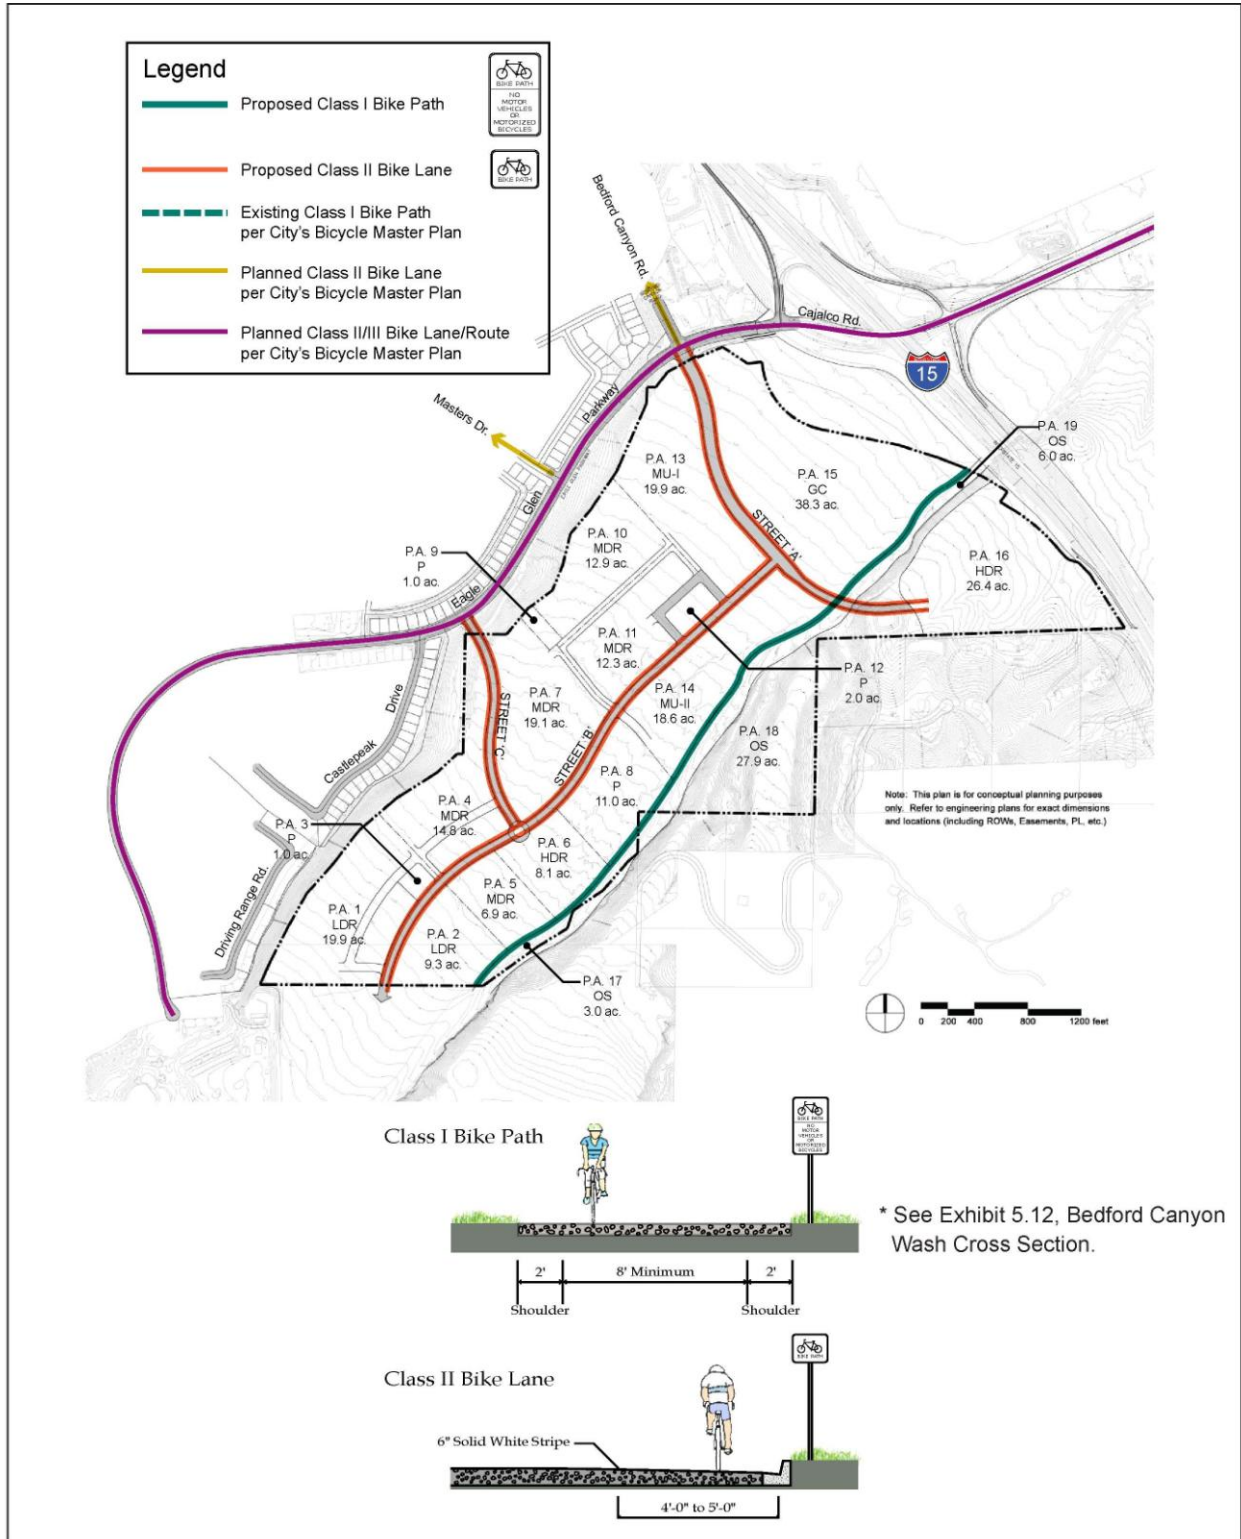 Legend
BIKE PATH
NO
MOTOR
VEHICLES
OR
MOTORIZED
BICYCLES
Proposed Class I Bike Path
Proposed Class II Bike Lane
BIKE PATH
Existing Class I Bike Path
per City's Bicycle Master Plan
Planned Class II Bike Lane
per City's Bicycle Master Plan
Planned Class II/III Bike Lane/Route
per City's Bicycle Master Plan
Bedford Canyon Rd.
Cajalco Rd.
15
Masters Dr.
Parkway
Glen
Eagle
P.A. 19
OS
6.0 ac.
P.A. 13
MU-I
19.9 ac.
P.A. 15
GC
38.3 ac.
STREET 'A'
P.A. 10
MDR
12.9 ac.
P.A. 9
P
1.0 ac.
P.A. 16
HDR
26.4 ac.
P.A. 11
MDR
12.3 ac.
P.A. 12
P
2.0 ac.
P.A. 14
MU-II
18.6 ac.
P.A. 7
MDR
19.1 ac.
STREET 'C'
STREET 'B'
Drive
Castlepeak
P.A. 18
OS
27.9 ac.
P.A. 8
P
11.0 ac.
Note: This plan is for conceptual planning purposes
only. Refer to engineering plans for exact dimensions
and locations (including ROWs, Easements, PL, etc.)
P.A. 4
MDR
14.8 ac.
P.A. 3
P
1.0 ac.
P.A. 6
HDR
8.1 ac.
P.A. 5
MDR
6.9 ac.
Driving Range Rd.
P.A. 1
LDR
19.9 ac.
P.A. 2
LDR
9.3 ac.
P.A. 17
OS
3.0 ac.
0 200 400 800 1200 feet
Class I Bike Path
BIKE PATH
NO
MOTOR
VEHICLES
OR
MOTORIZED
BICYCLES
* See Exhibit 5.12, Bedford Canyon
Wash Cross Section.
2' 8' Minimum 2'
Shoulder Shoulder
Class II Bike Lane
BIKE PATH
6" Solid White Stripe
4'-0" to 5'-0"